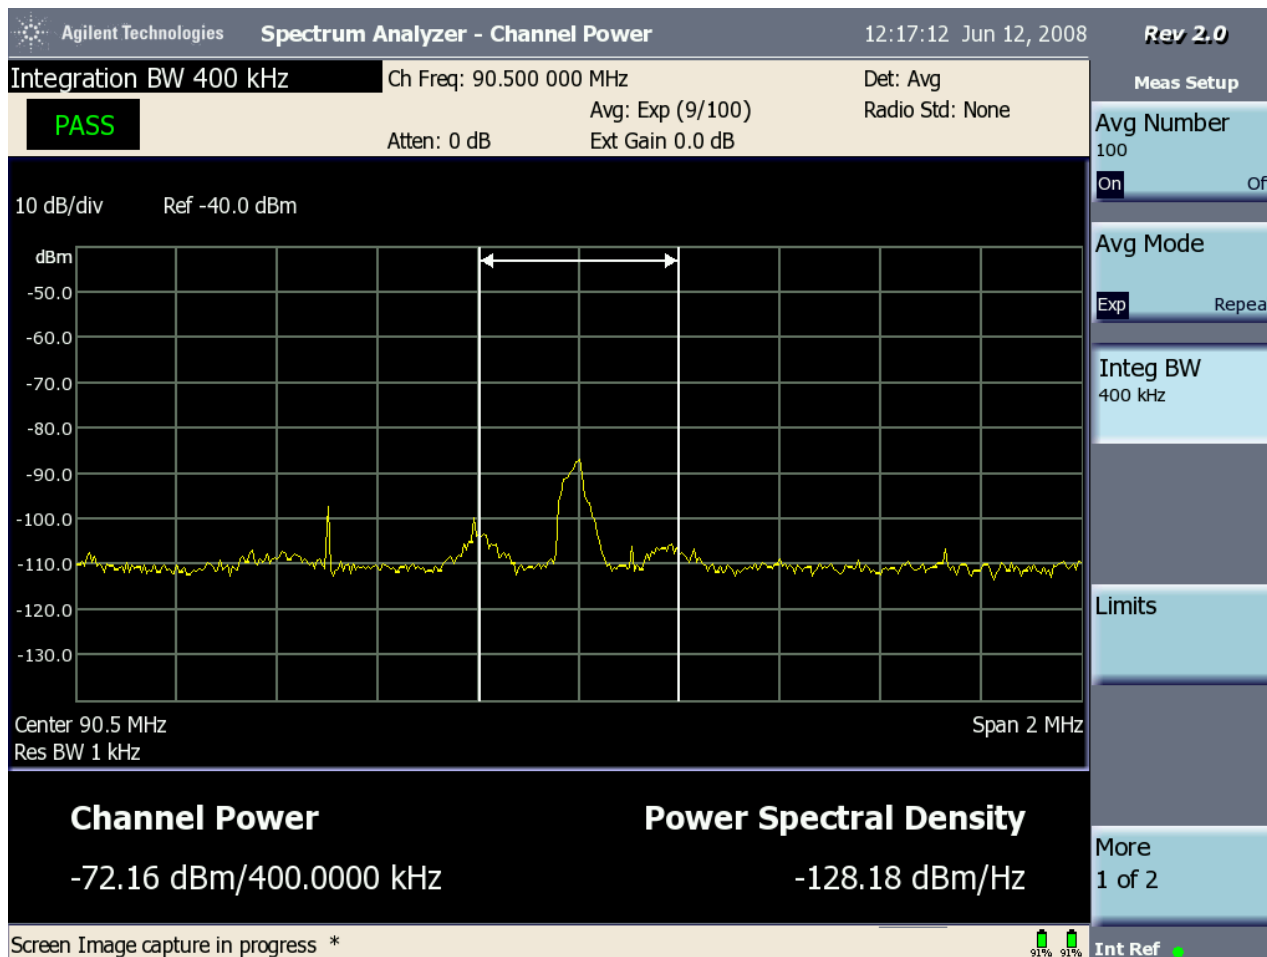 Agilent Technologies Spectrum Analyzer - Channel Power 12:17:12 Jun 12, 2008 Rev 2.0
Integration BW 400 kHz Ch Freq: 90.500 000 MHz Det: Avg Meas Setup
PASS Avg: Exp (9/100) Radio Std: None
Atten: 0 dB Ext Gain 0.0 dB
Avg Number
100
On Of
10 dB/div Ref -40.0 dBm
Avg Mode
Exp Repea
dBm
-50.0
-60.0
-70.0
-80.0
-90.0
-100.0
-110.0
-120.0
-130.0
Integ BW
400 kHz
Limits
Center 90.5 MHz Span 2 MHz
Res BW 1 kHz
Channel Power Power Spectral Density
-72.16 dBm/400.0000 kHz -128.18 dBm/Hz
More
1 of 2
Screen Image capture in progress * 91% 91% Int Ref